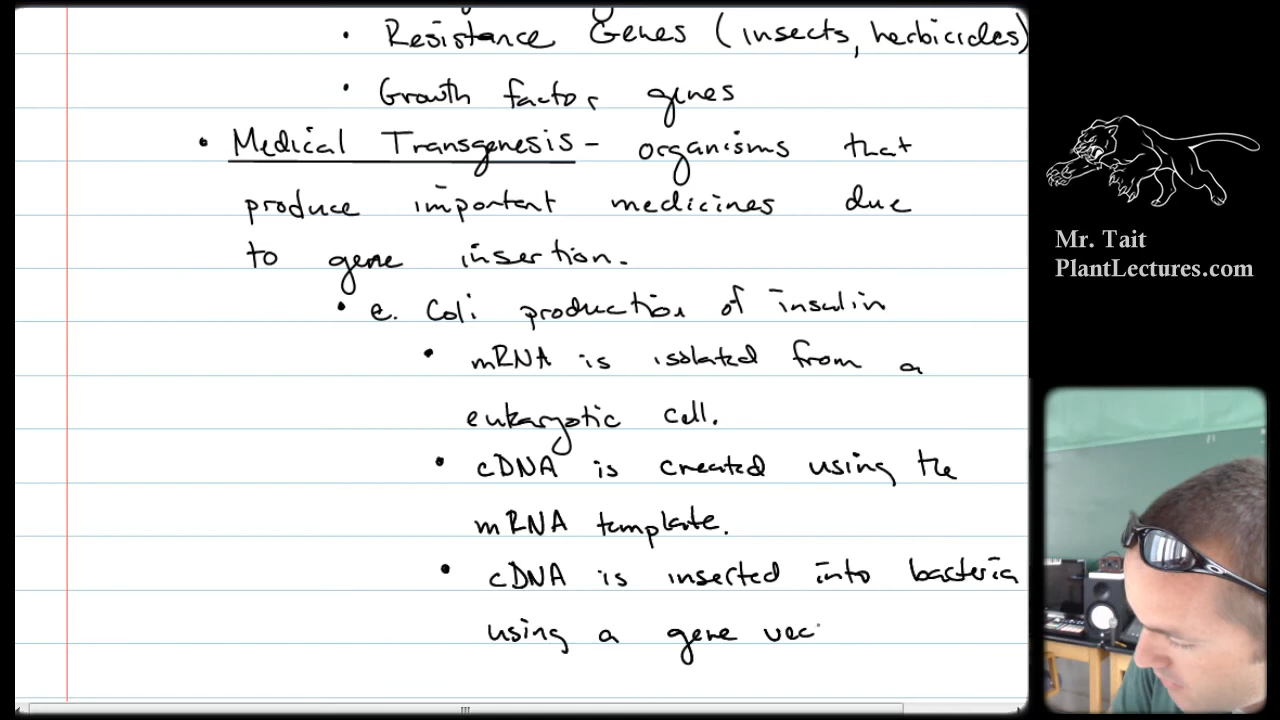 • Resistance Genes (insects, herbicides)
• Growth factor genes
• Medical Transgenesis - organisms that
produce important medicines due
to gene insertion.
• e. Coli production of insulin
• mRNA is isolated from a
eukaryotic cell.
• cDNA is created using the
mRNA template.
• cDNA is inserted into bacteria
using a gene vec
Mr. Tait
PlantLectures.com